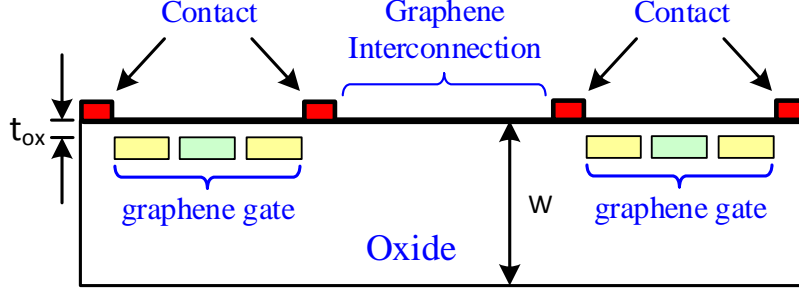 Contact
Graphene
Interconnection
Contact
tox
graphene gate
W
graphene gate
Oxide